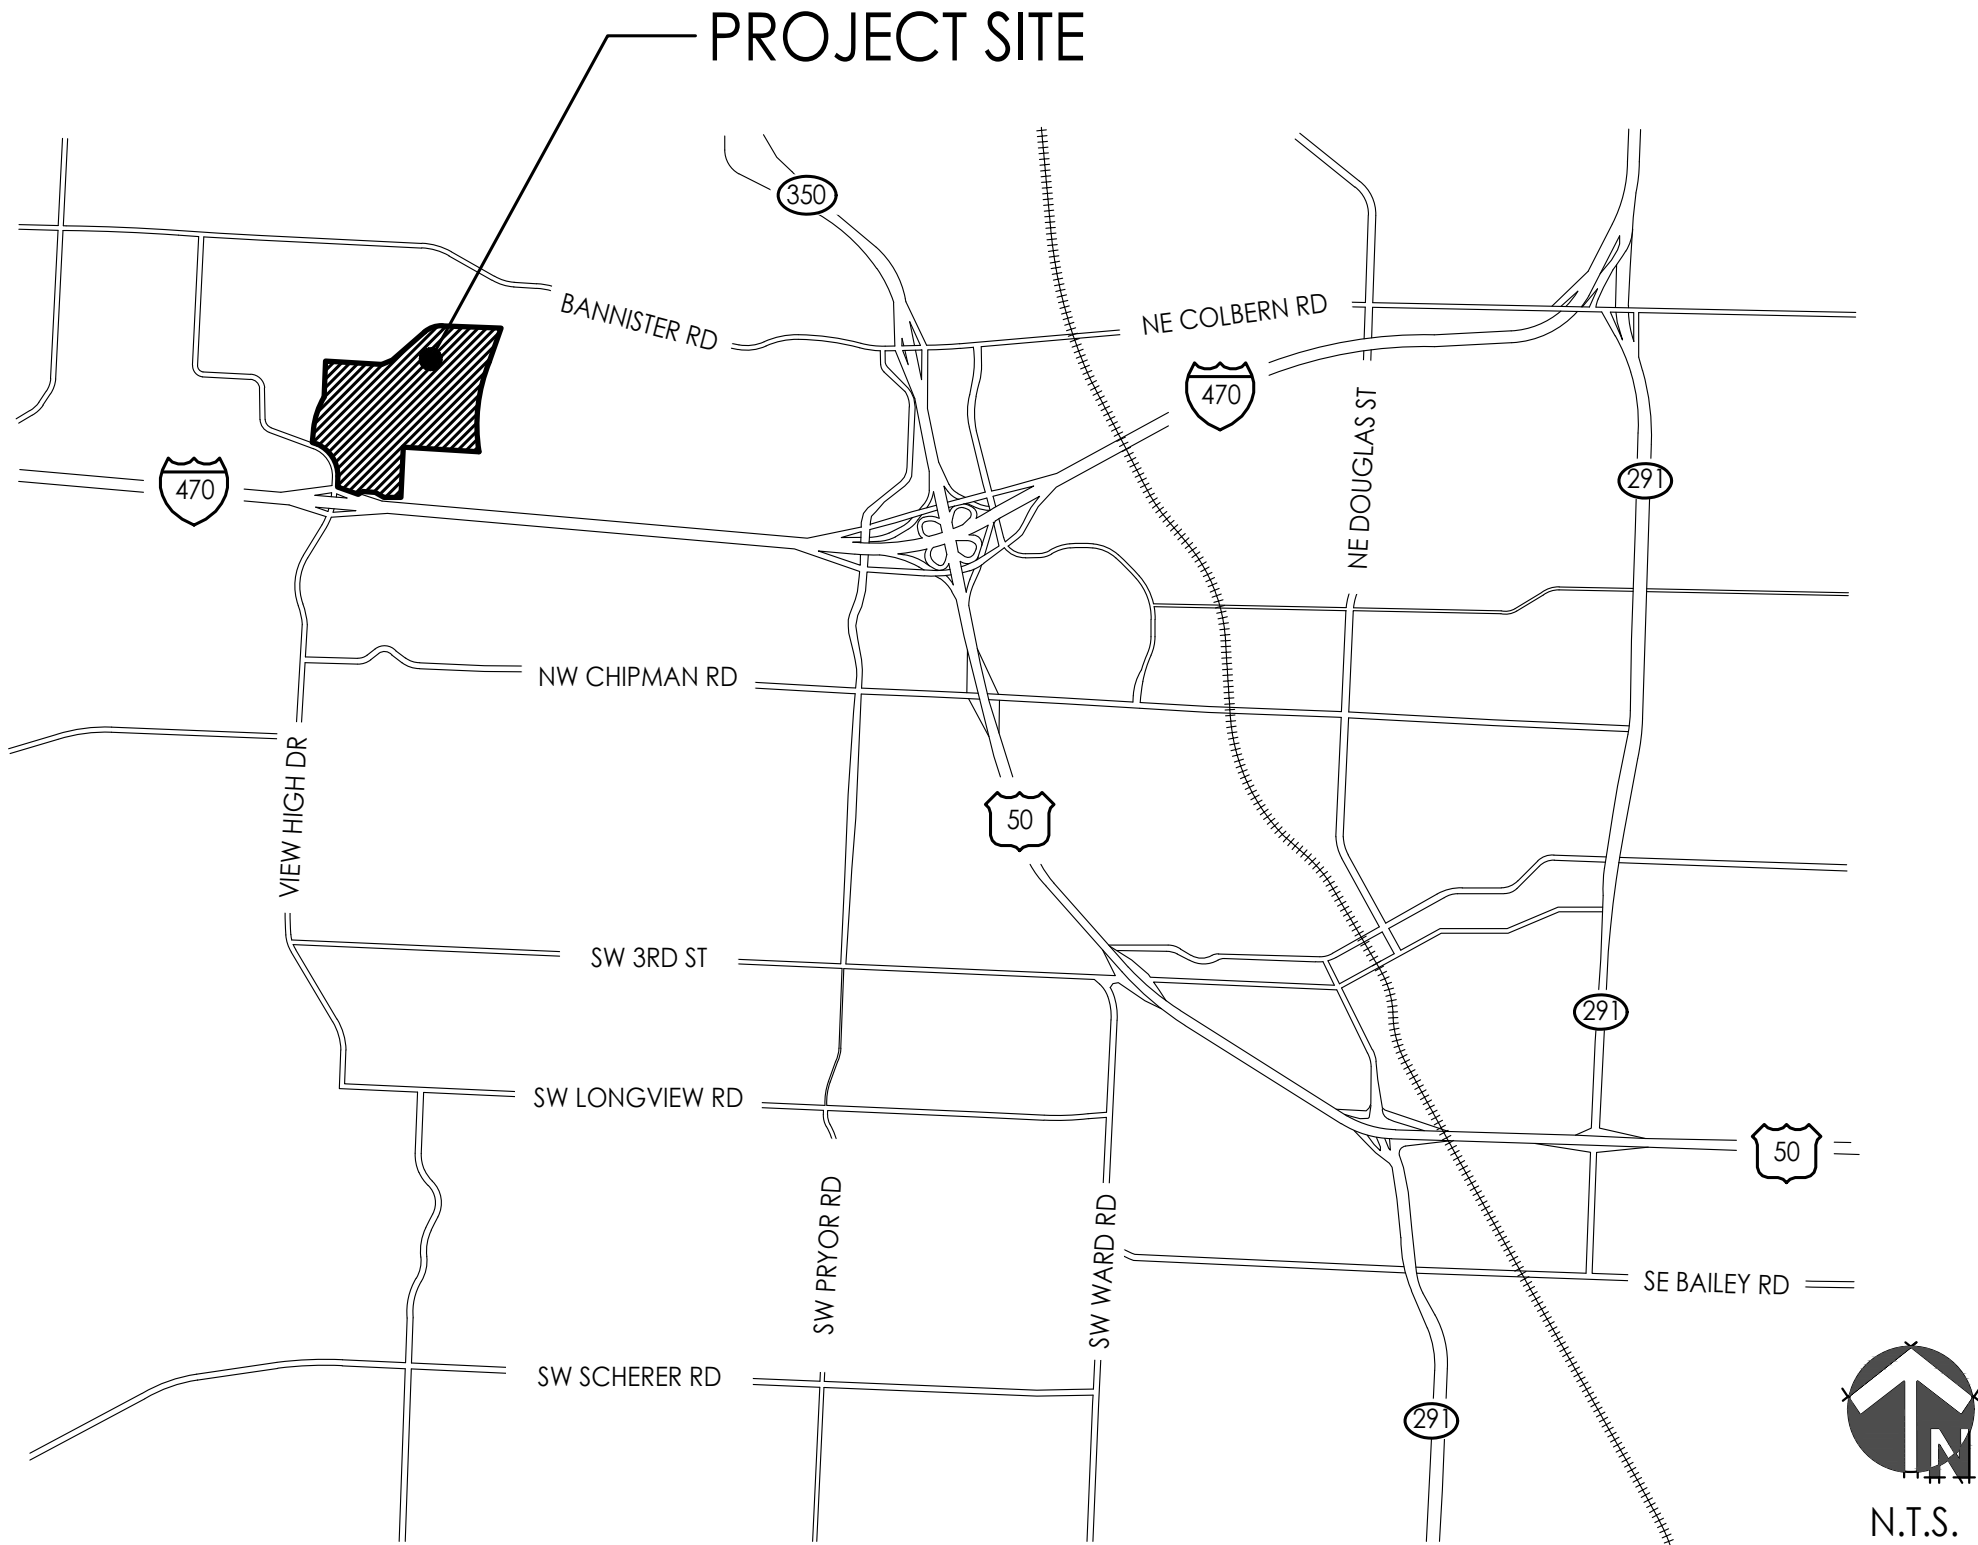 PROJECT SITE
350
BANNISTER RD
NE COLBERN RD
470
NE DOUGLAS ST
470
291
NW CHIPMAN RD
VIEW HIGH DR
50
SW 3RD ST
291
SW LONGVIEW RD
50
SW PRYOR RD
SW WARD RD
SE BAILEY RD
SW SCHERER RD
291
N
N.T.S.